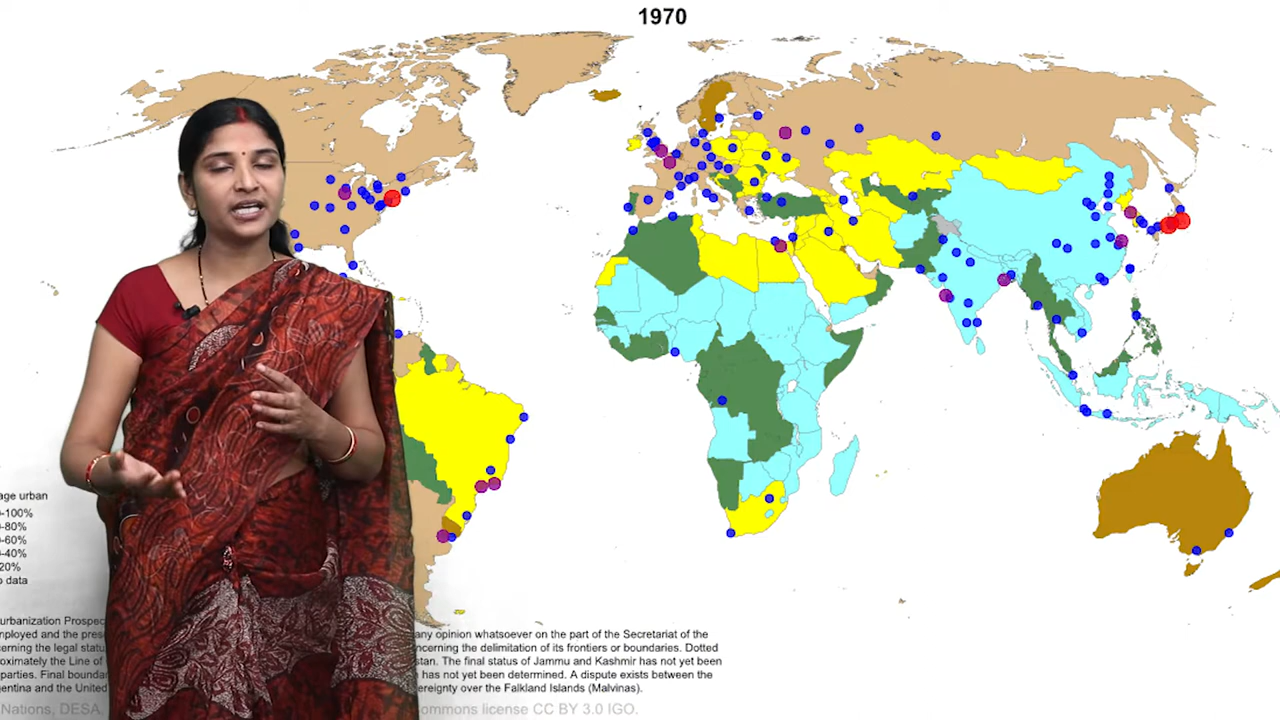 1970
age urban
-100%
-80%
-60%
-40%
20%
data
urbanization Prospec
nployed and the pres any opinion whatsoever on the part of the Secretariat of the
cerning the legal statu ncerning the delimitation of its frontiers or boundaries. Dotted
oximately the Line of stan. The final status of Jammu and Kashmir has not yet been
parties. Final boundar has not yet been determined. A dispute exists between the
entina and the United ereignty over the Falkland Islands (Malvinas).
Nations, DESA. ommons license CC BY 3.0 IGO.